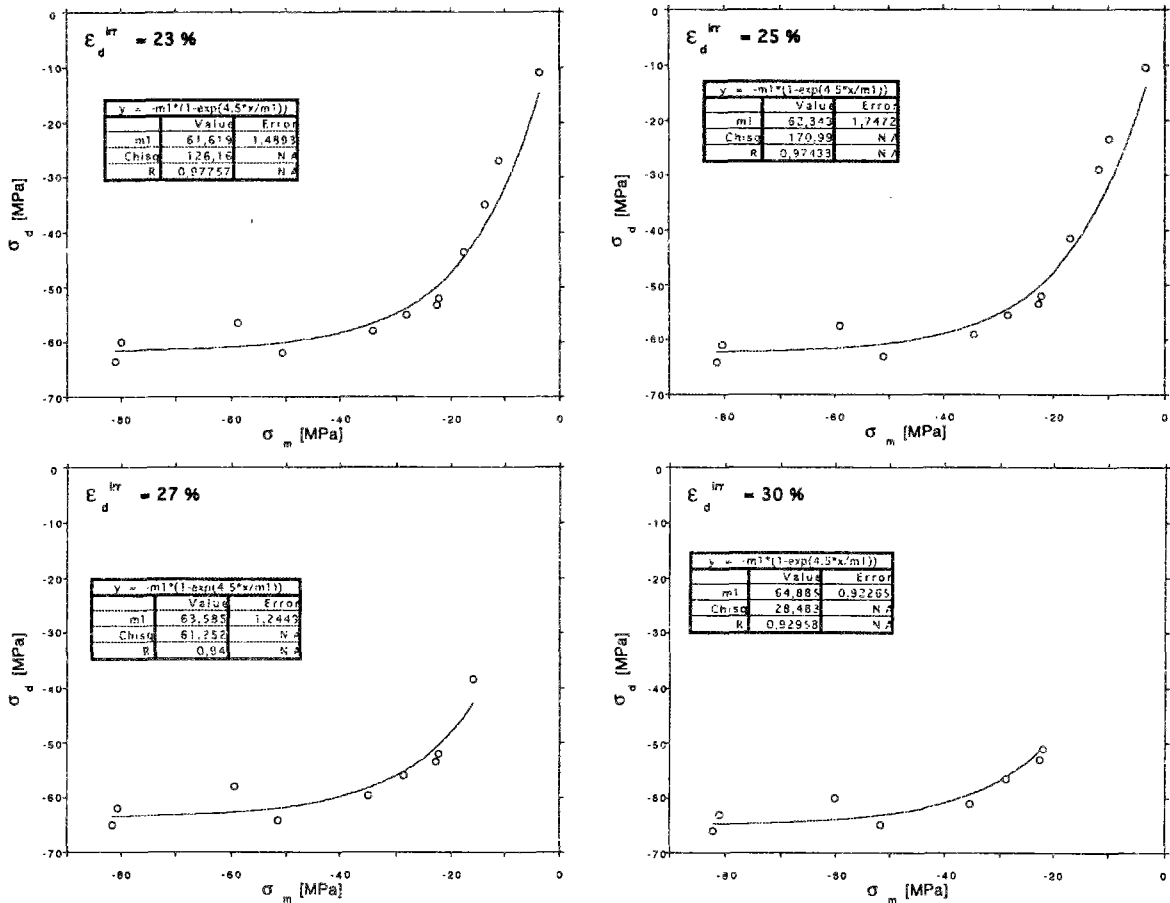 ε_d^irr = 23 %
y = -m1*(1-exp(4.5*x/m1))
Value Error
m1 61,619 1,4893
Chisq 126,16 NA
R 0,97757 NA
0
-10
-20
-30
-40
-50
-60
-70
σ_d [MPa]
-80 -60 -40 -20 0
σ_m [MPa]
ε_d^irr = 25 %
y = -m1*(1-exp(4.5*x/m1))
Value Error
m1 62,343 1,7472
Chisq 170,99 NA
R 0,97433 NA
0
-10
-20
-30
-40
-50
-60
-70
σ_d [MPa]
-80 -60 -40 -20 0
σ_m [MPa]
ε_d^irr = 27 %
y = -m1*(1-exp(4.5*x/m1))
Value Error
m1 63,585 1,2443
Chisq 61,252 NA
R 0,94 NA
0
-10
-20
-30
-40
-50
-60
-70
σ_d [MPa]
-80 -60 -40 -20 0
σ_m [MPa]
ε_d^irr = 30 %
y = -m1*(1-exp(4.5*x/m1))
Value Error
m1 64,885 0,92265
Chisq 28,483 NA
R 0,92958 NA
0
-10
-20
-30
-40
-50
-60
-70
σ_d [MPa]
-80 -60 -40 -20 0
σ_m [MPa]